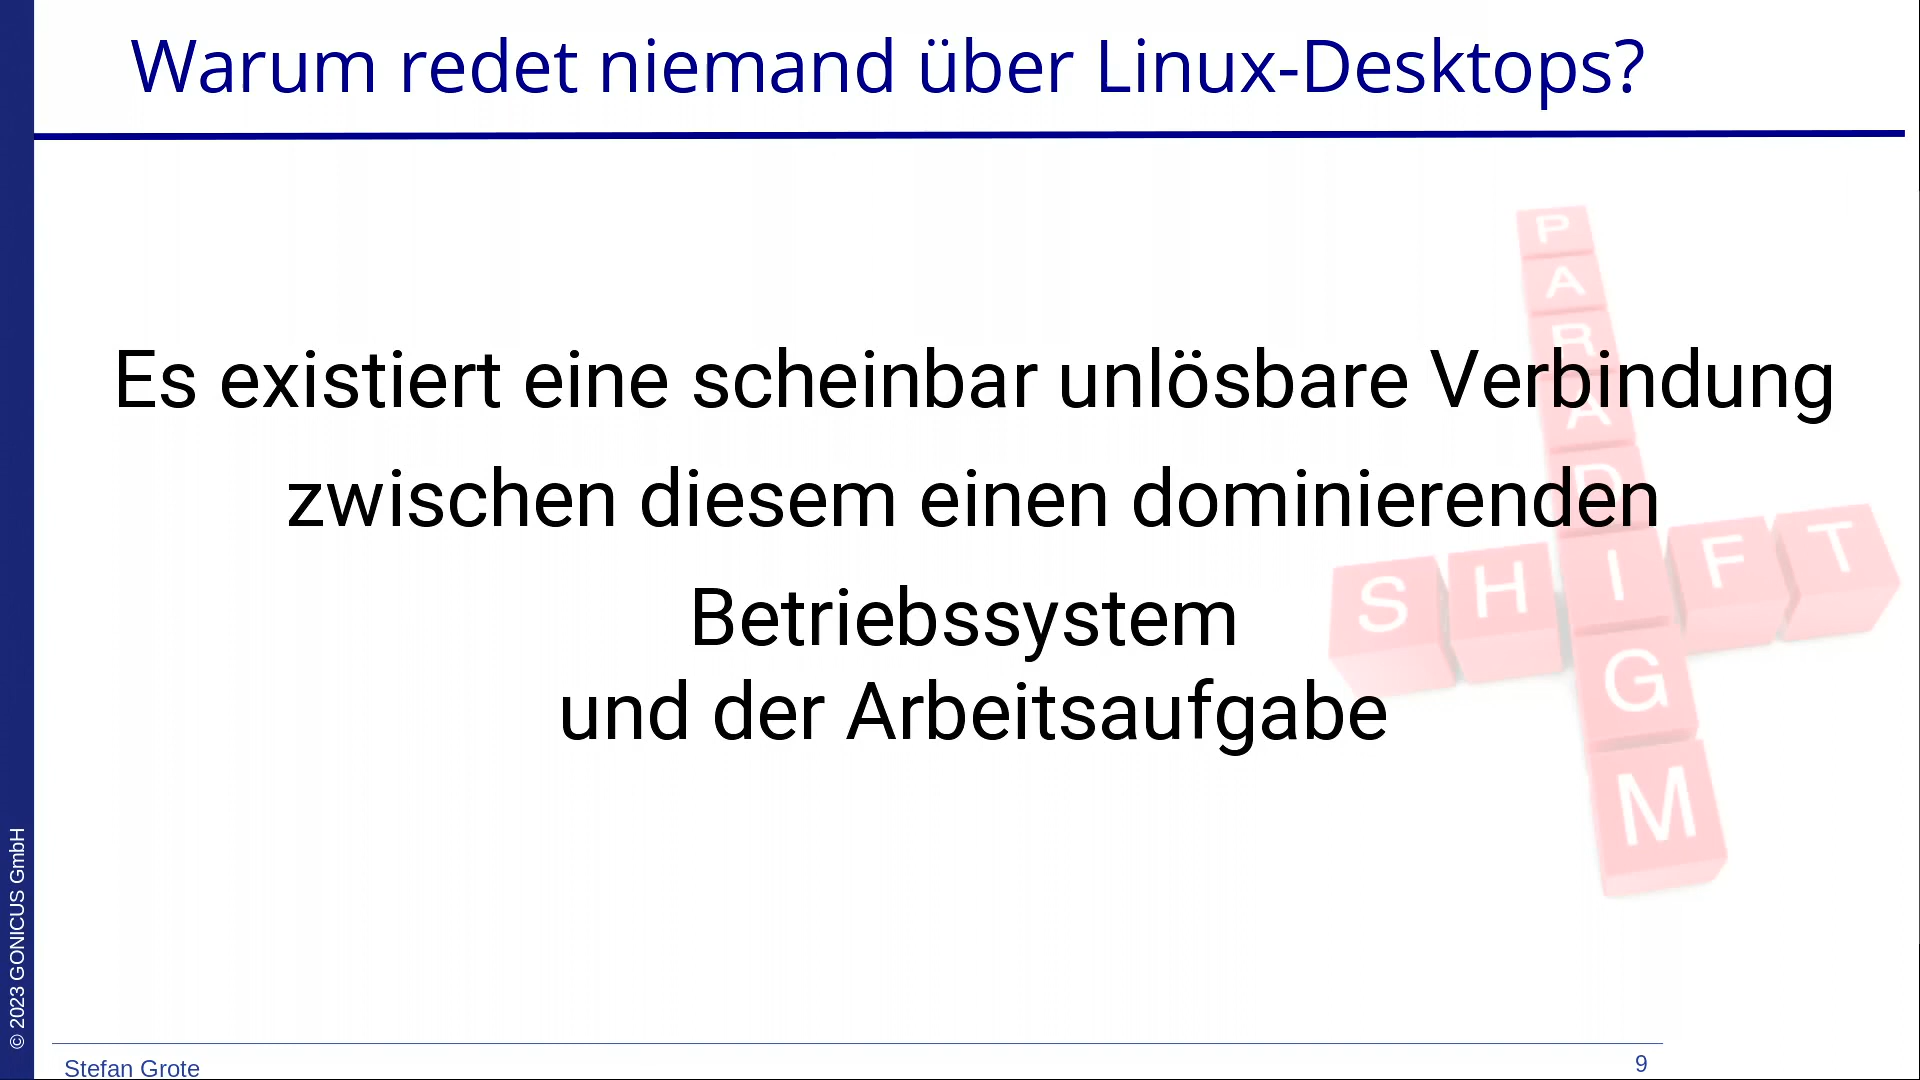 Warum redet niemand über Linux-Desktops?
Es existiert eine scheinbar unlösbare Verbindung
zwischen diesem einen dominierenden
Betriebssystem
und der Arbeitsaufgabe
PARADIGM
SHIFT
© 2023 GONICUS GmbH
Stefan Grote
9